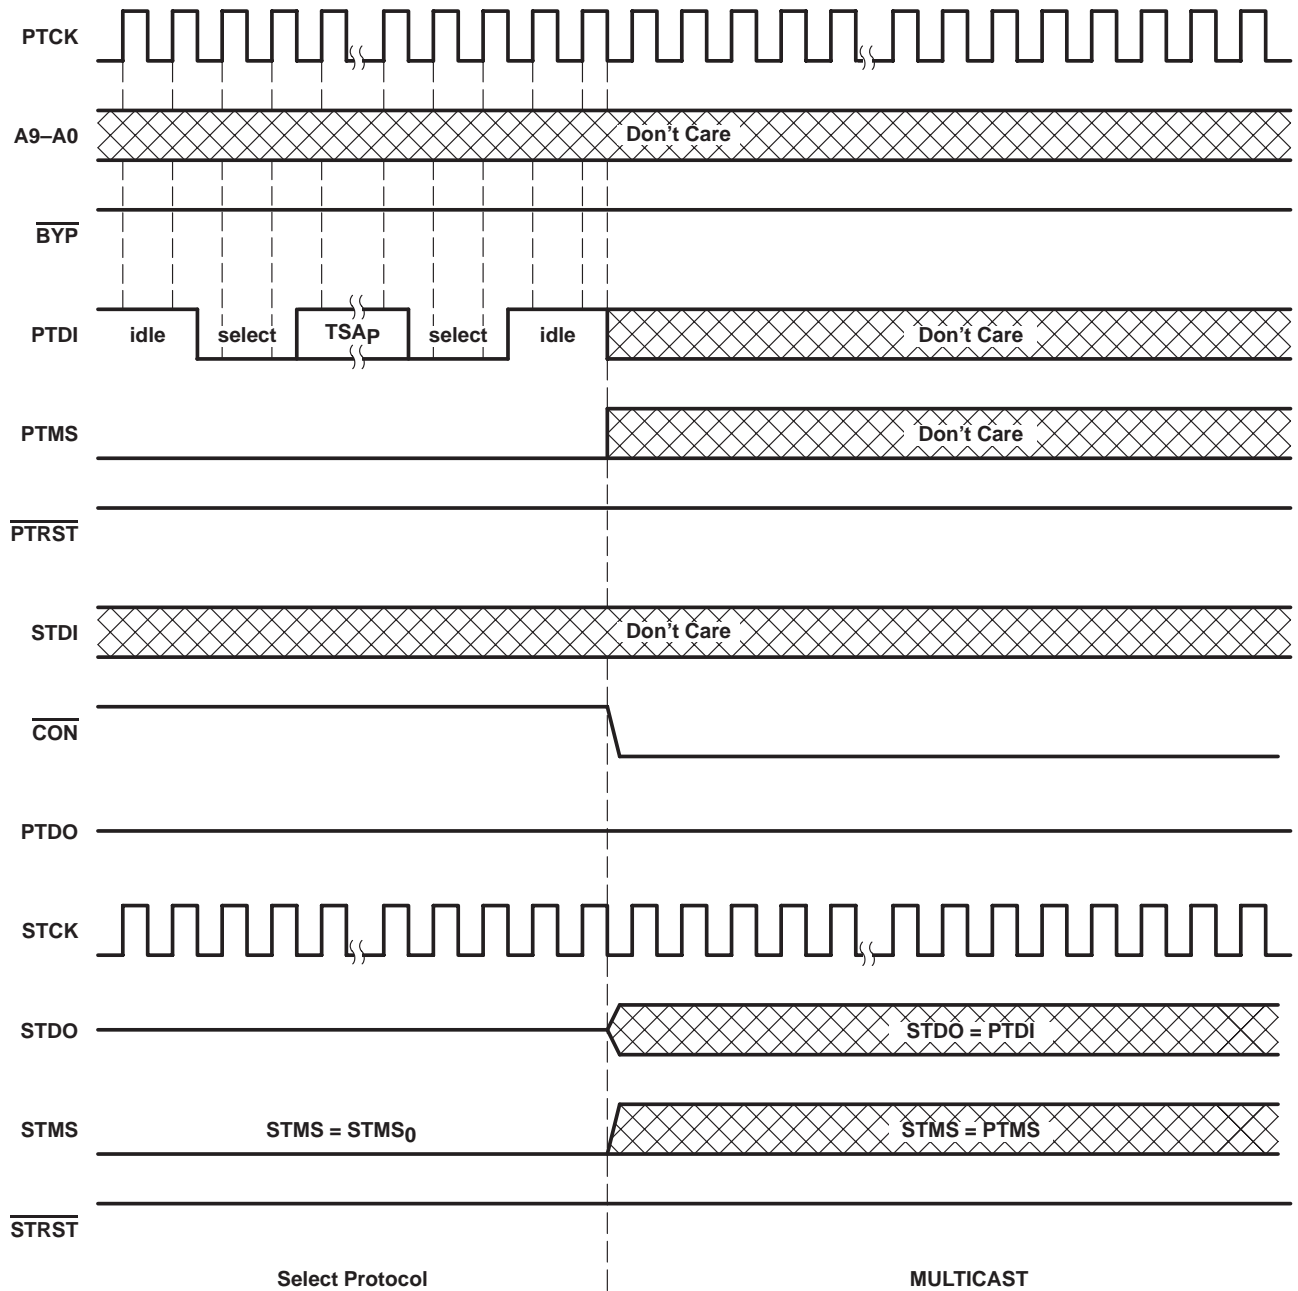 PTCK
A9–A0 Don't Care
BYP
PTDI idle select TSAP select idle Don't Care
PTMS Don't Care
PTRST
STDI Don't Care
CON
PTDO
STCK
STDO STDO = PTDI
STMS STMS = STMS0 STMS = PTMS
STRST
Select Protocol MULTICAST